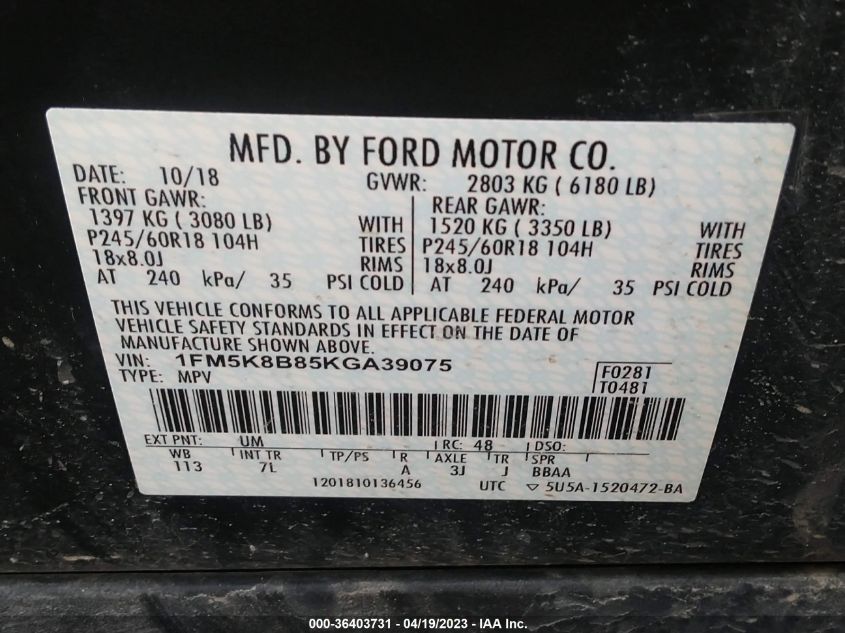 MFD. BY FORD MOTOR CO.
DATE: 10/18 GVWR: 2803 KG ( 6180 LB)
FRONT GAWR: REAR GAWR:
1397 KG ( 3080 LB) WITH 1520 KG ( 3350 LB) WITH
P245/60R18 104H TIRES P245/60R18 104H TIRES
18x8.0J RIMS 18x8.0J RIMS
AT 240 kPa/ 35 PSI COLD AT 240 kPa/ 35 PSI COLD
THIS VEHICLE CONFORMS TO ALL APPLICABLE FEDERAL MOTOR
VEHICLE SAFETY STANDARDS IN EFFECT ON THE DATE OF
MANUFACTURE SHOWN ABOVE.
VIN: 1FM5K8B85KGA39075 F0281
TYPE: MPV T0481
EXT PNT: UM RC: 48 DSO:
WB INT TR TP/PS R AXLE TR SPR
113 7L A 3J J BBAA
1201810136456 UTC ▽ 5U5A-1520472-BA
000-36403731 - 04/19/2023 - IAA Inc.